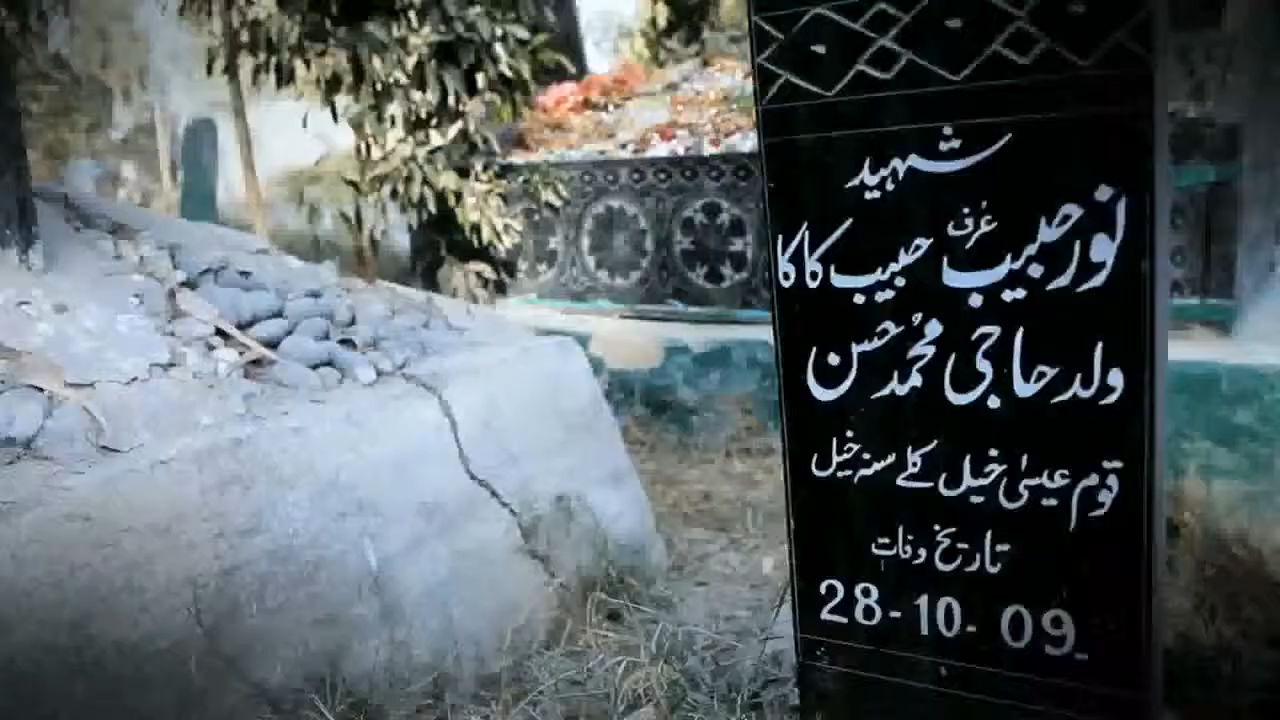 شہید
نور حبیب عُرف حبیب کاکا
ولد حاجی محمد حسن
قوم عیسیٰ خیل کلے سنہ خیل
تاریخ وفات
28-10-09